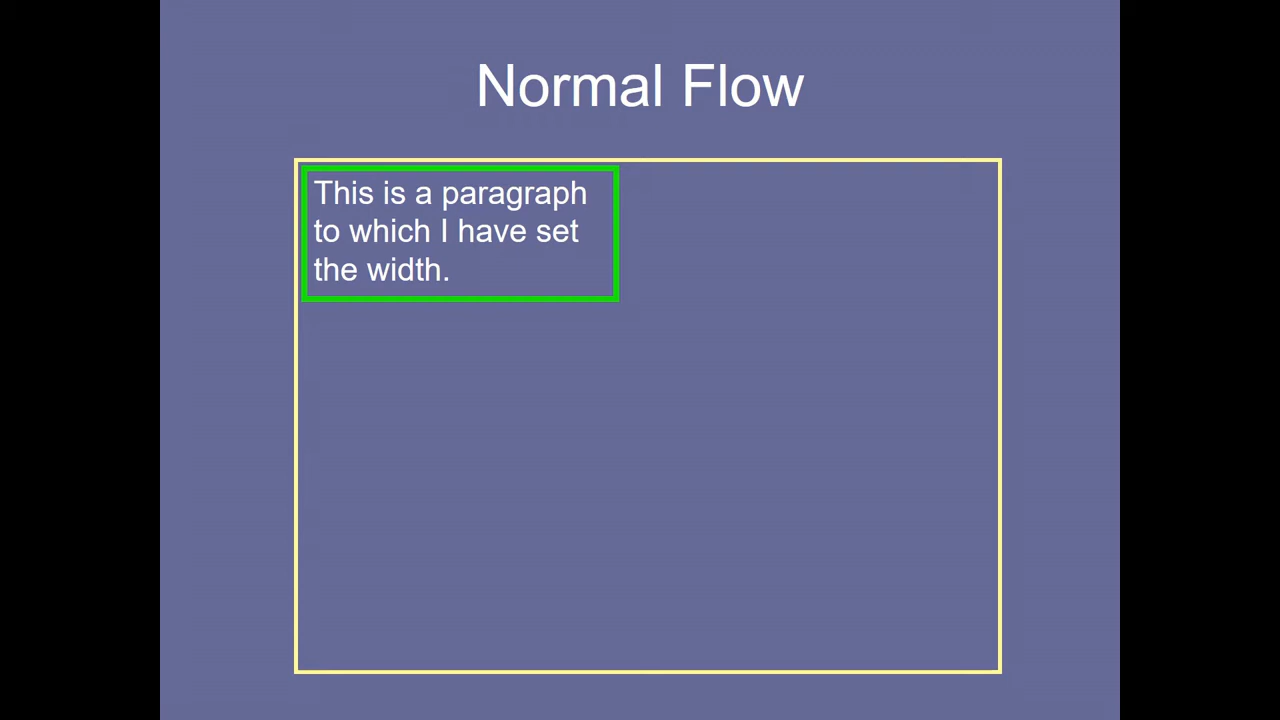 Normal Flow
This is a paragraph
to which I have set
the width.